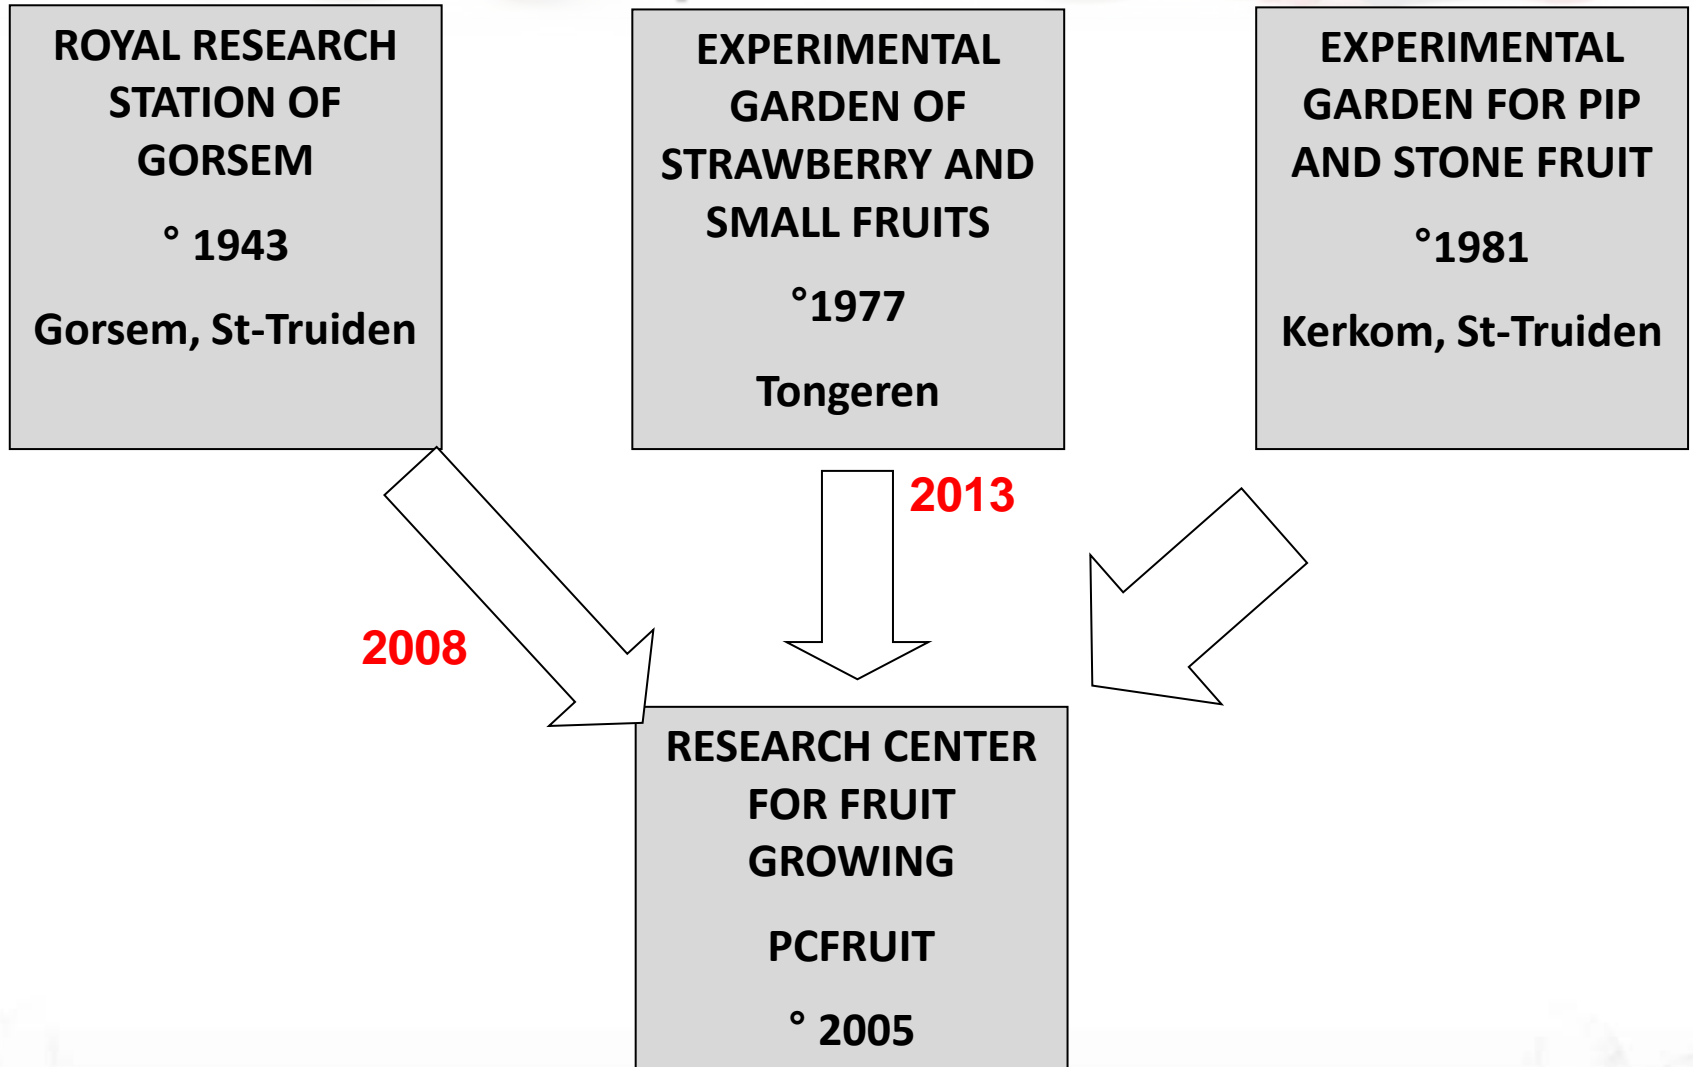 ROYAL RESEARCH
STATION OF
GORSEM
° 1943
Gorsem, St-Truiden
EXPERIMENTAL
GARDEN OF
STRAWBERRY AND
SMALL FRUITS
°1977
Tongeren
EXPERIMENTAL
GARDEN FOR PIP
AND STONE FRUIT
°1981
Kerkom, St-Truiden
2013
2008
RESEARCH CENTER
FOR FRUIT
GROWING
PCFRUIT
° 2005